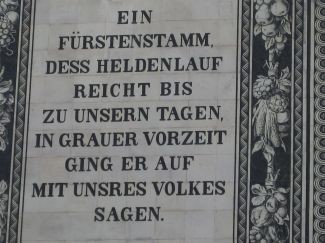 EIN
FÜRSTENSTAMM,
DESS HELDENLAUF
REICHT BIS
ZU UNSERN TAGEN,
IN GRAUER VORZEIT
GING ER AUF
MIT UNSRES VOLKES
SAGEN.